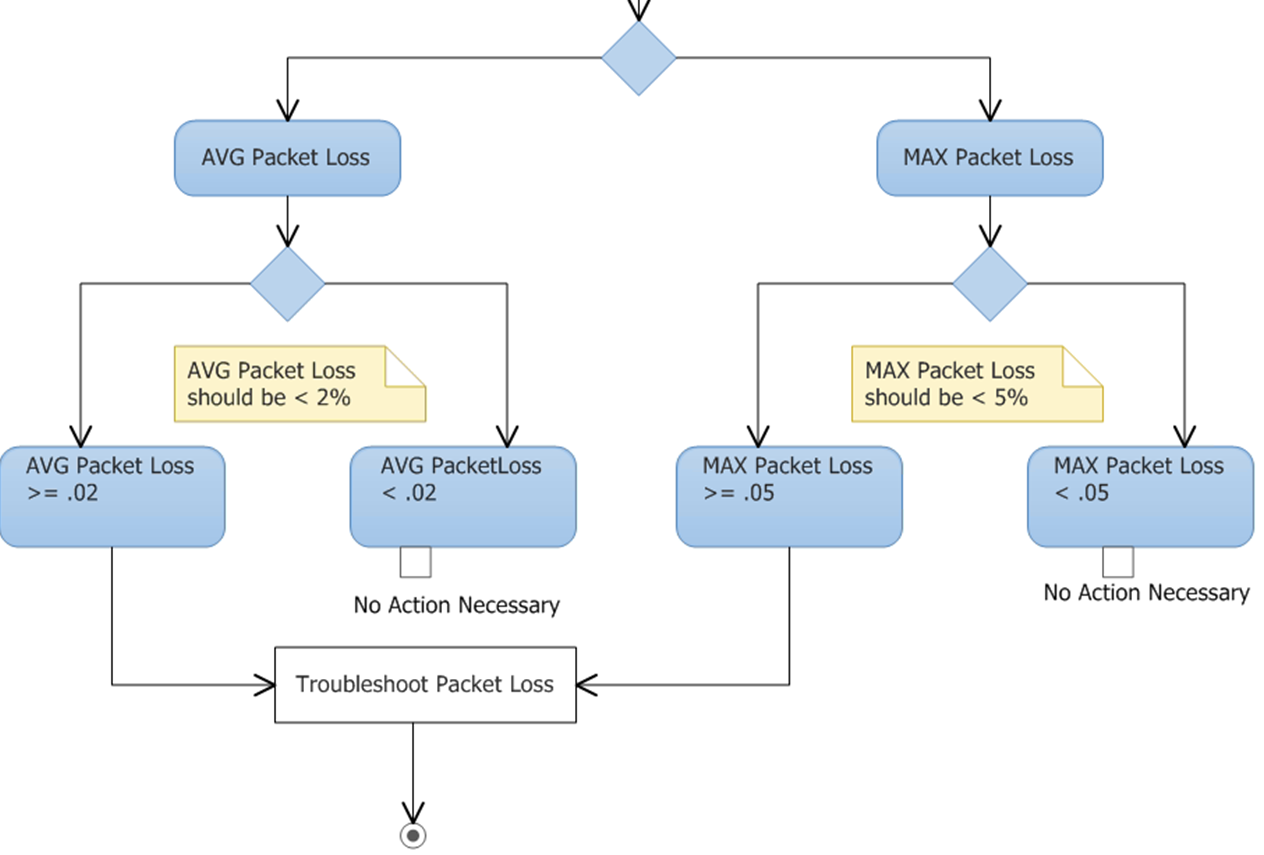 AVG Packet Loss
MAX Packet Loss
AVG Packet Loss
should be < 2%
MAX Packet Loss
should be < 5%
AVG Packet Loss
>= .02
AVG PacketLoss
< .02
MAX Packet Loss
>= .05
MAX Packet Loss
< .05
No Action Necessary
No Action Necessary
Troubleshoot Packet Loss